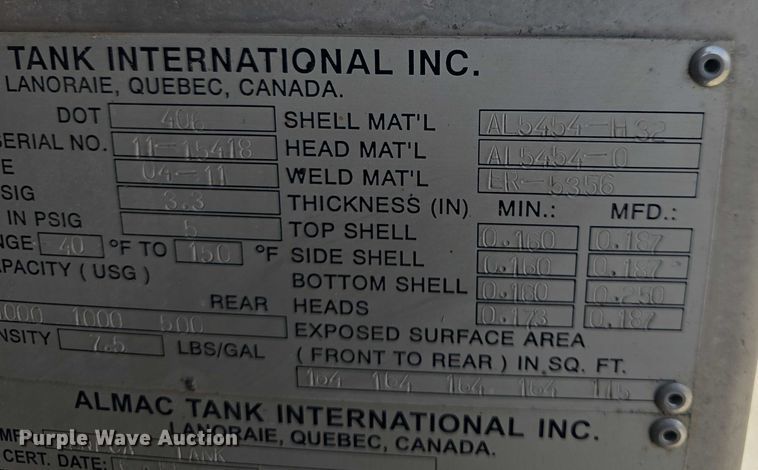 TANK INTERNATIONAL INC.
LANORAIE, QUEBEC, CANADA.
DOT 406 SHELL MAT'L AL5454-H32
SERIAL NO. 11-15418 HEAD MAT'L AL5454-0
E 04-11 WELD MAT'L ER-5356
SIG 3.3 THICKNESS (IN) MIN.: MFD.:
IN PSIG 5 TOP SHELL 0.160 0.187
NGE 40 °F TO 150 °F SIDE SHELL 0.160 0.187
APACITY ( USG ) BOTTOM SHELL 0.180 0.250
REAR HEADS 0.173 0.187
000 1000 500 EXPOSED SURFACE AREA
NSITY 7.5 LBS/GAL ( FRONT TO REAR ) IN SQ. FT.
164 164 164 164 115
ALMAC TANK INTERNATIONAL INC.
LANORAIE, QUEBEC, CANADA.
MF TANK
CERT. DATE:
Purple Wave Auction